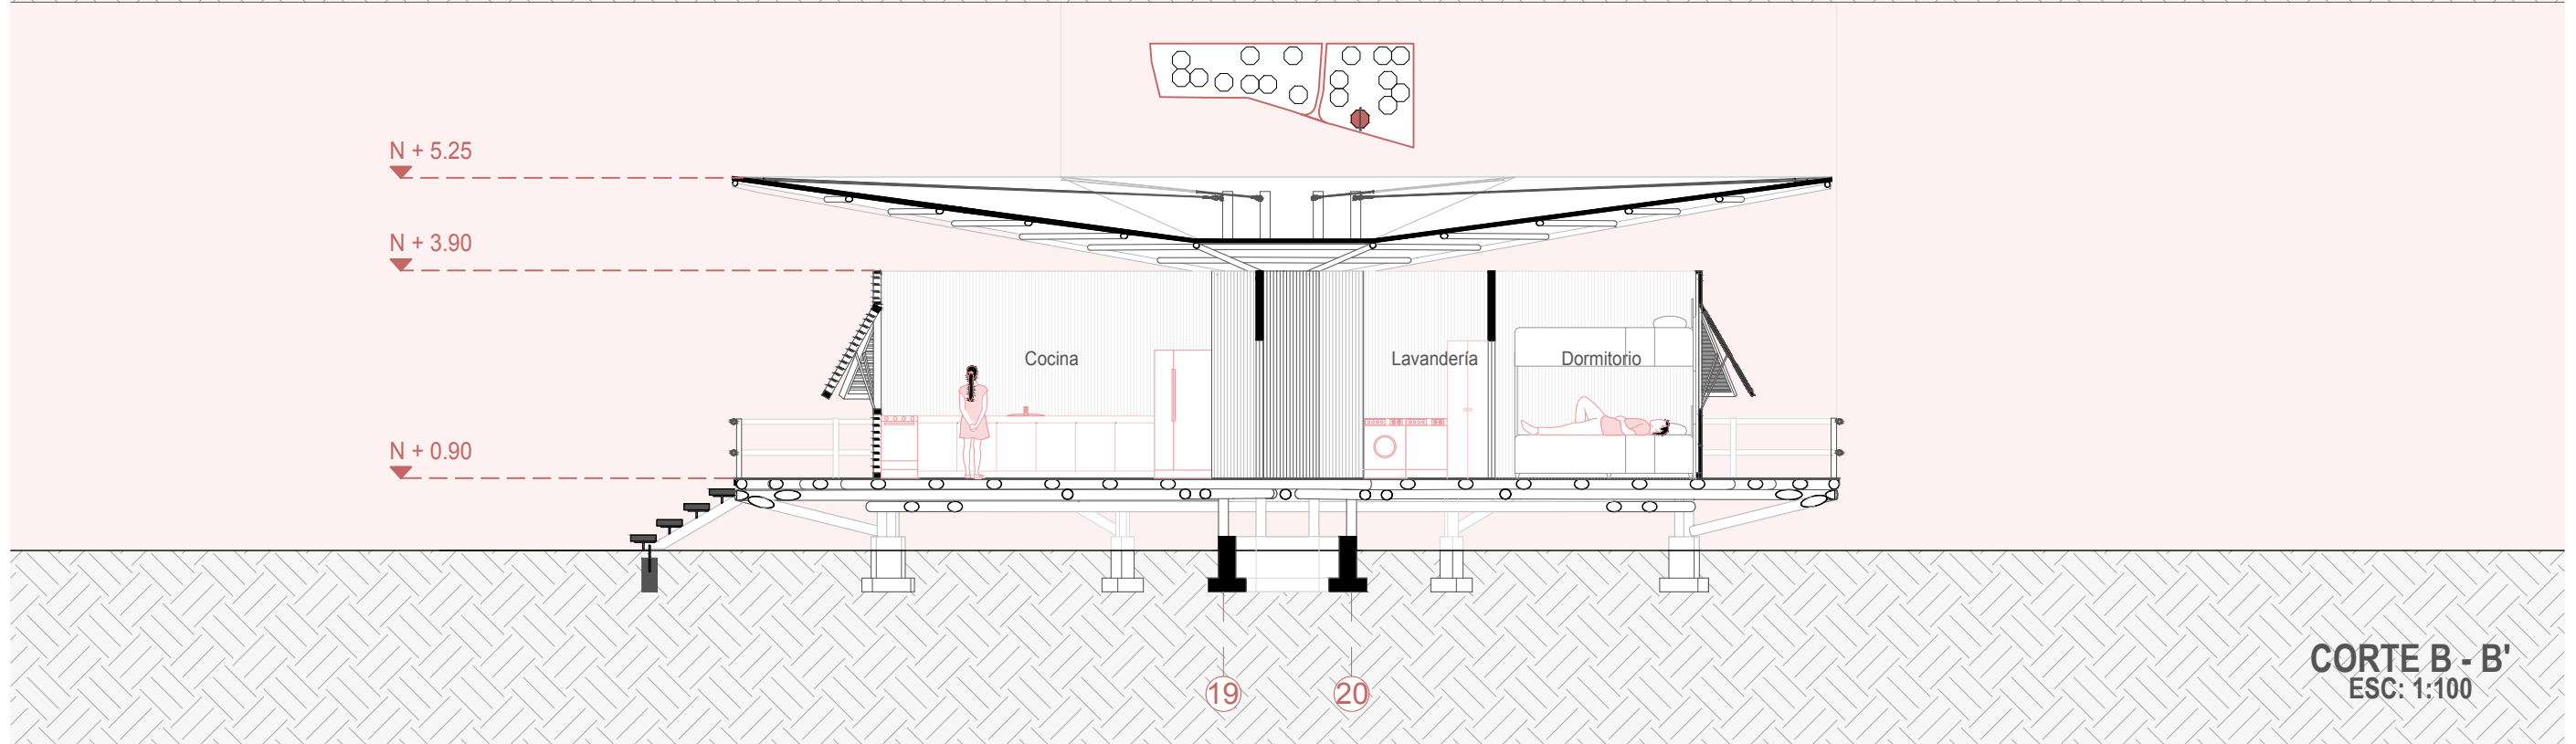 N + 5.25
N + 3.90
Cocina
Lavandería
Dormitorio
N + 0.90
19
20
CORTE B - B'
ESC: 1:100